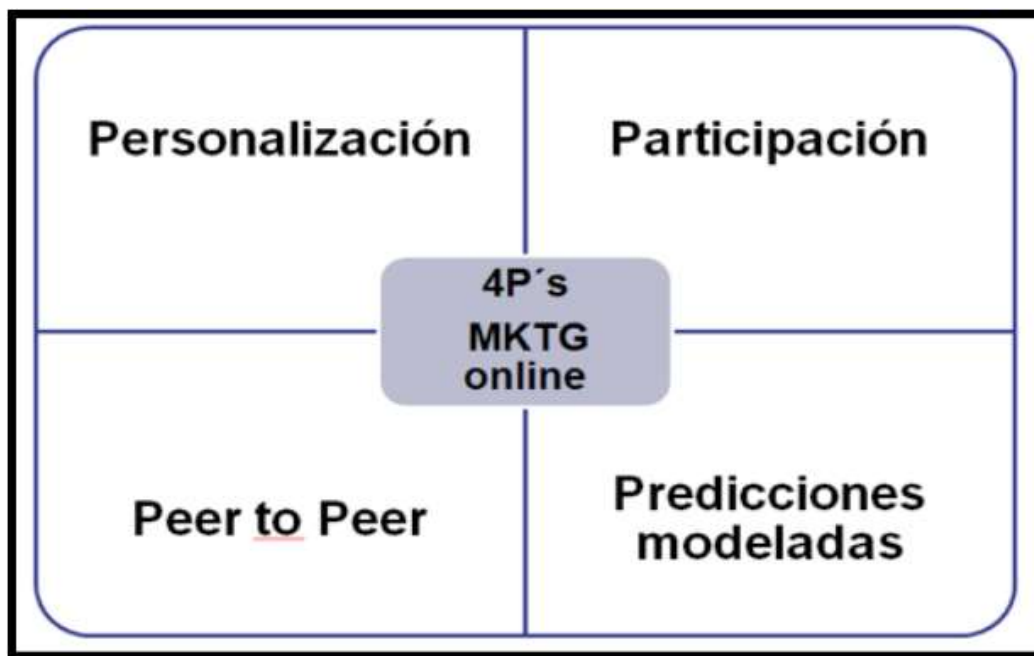 Personalización
Participación
4P´s
MKTG
online
Peer to Peer
Predicciones
modeladas